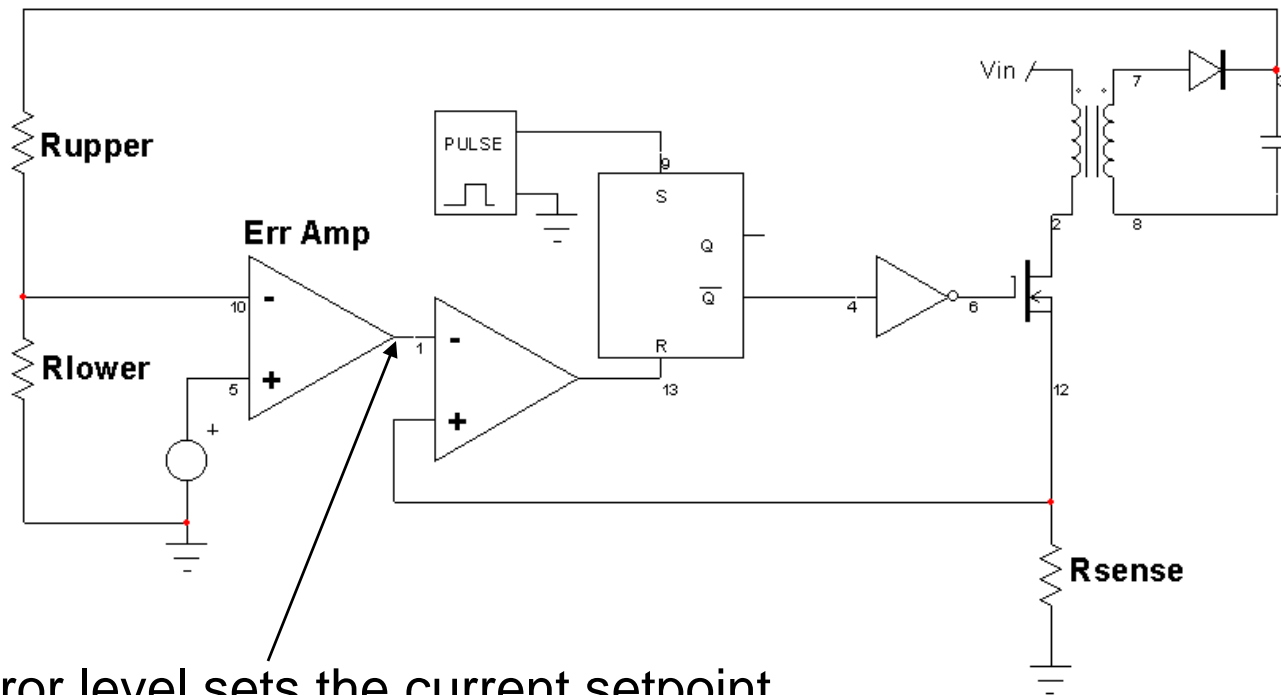 Vin
7
Rupper
PULSE
9
S
2
8
Err Amp
Q
-
10
Q
4
6
1
-
R
Rlower
5
+
13
12
+
+
Rsense
ror level sets the current setpoint